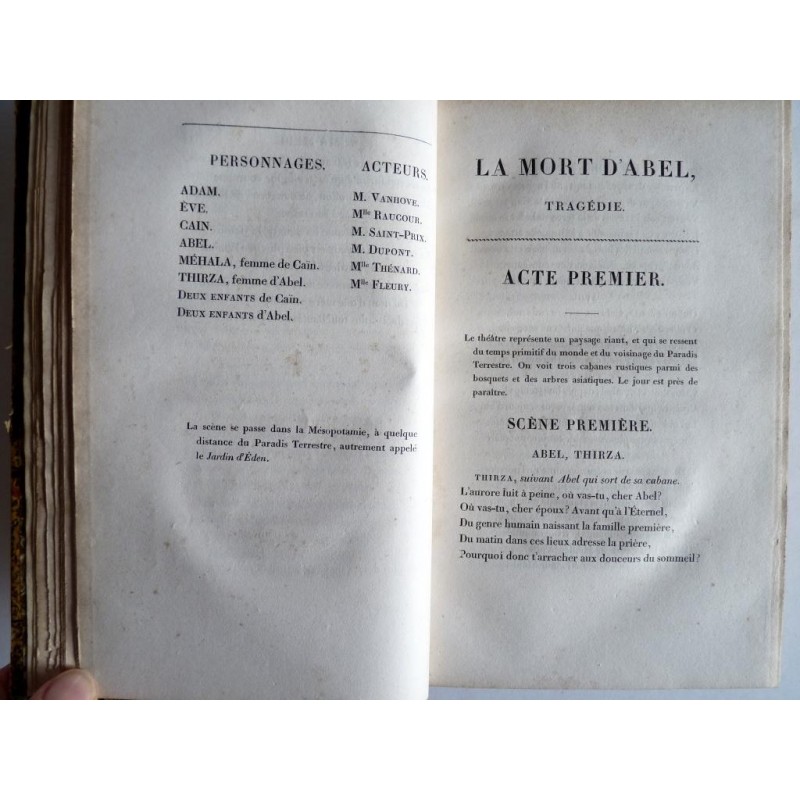 PERSONNAGES. ACTEURS.
ADAM. M. VANHOVE.
ÈVE. Mlle RAUCOUR.
CAIN. M. SAINT-PRIX.
ABEL. M. DUPONT.
MÉHALA, femme de Caïn. Mlle THÉNARD.
THIRZA, femme d'Abel. Mlle FLEURY.
DEUX ENFANTS de Caïn.
DEUX ENFANTS d'Abel.
La scène se passe dans la Mésopotamie, à quelque
distance du Paradis Terrestre, autrement appelé
le Jardin d'Éden.
LA MORT D'ABEL,
TRAGÉDIE.
ACTE PREMIER.
Le théâtre représente un paysage riant, et qui se ressent
du temps primitif du monde et du voisinage du Paradis
Terrestre. On voit trois cabanes rustiques parmi des
bosquets et des arbres asiatiques. Le jour est près de
paraître.
SCÈNE PREMIÈRE.
ABEL, THIRZA.
THIRZA, suivant Abel qui sort de sa cabane.
L'aurore luit à peine, où vas-tu, cher Abel?
Où vas-tu, cher époux? Avant qu'à l'Éternel,
Du genre humain naissant la famille première,
Du matin dans ces lieux adresse la prière,
Pourquoi donc t'arracher aux douceurs du sommeil?